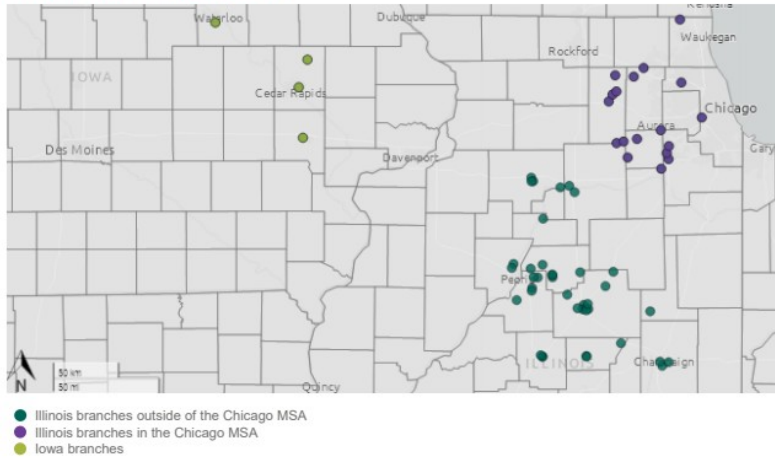 Kenosha
Waterloo
Dubuque
Waukegan
Rockford
IOWA
Cedar Rapids
Chicago
Aurora
Des Moines
Gary
Davenport
Peoria
ILLINOIS
Champaign
50 km
50 mi
N
Quincy
Illinois branches outside of the Chicago MSA
Illinois branches in the Chicago MSA
Iowa branches